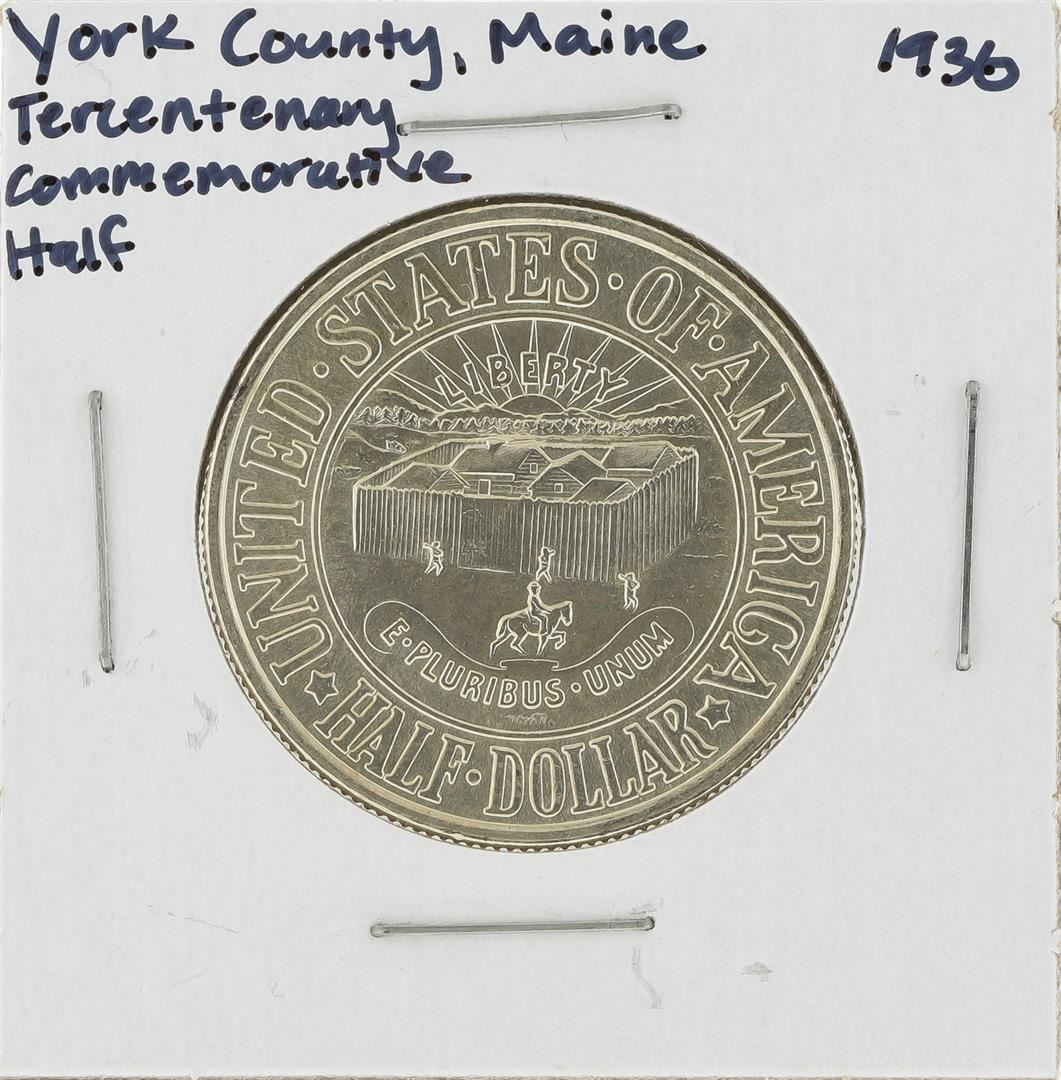 York County, Maine
1936
Tercentenary
Commemorative
Half
UNITED·STATES·OF·AMERICA
LIBERTY
E·PLURIBUS·UNUM
HALF·DOLLAR